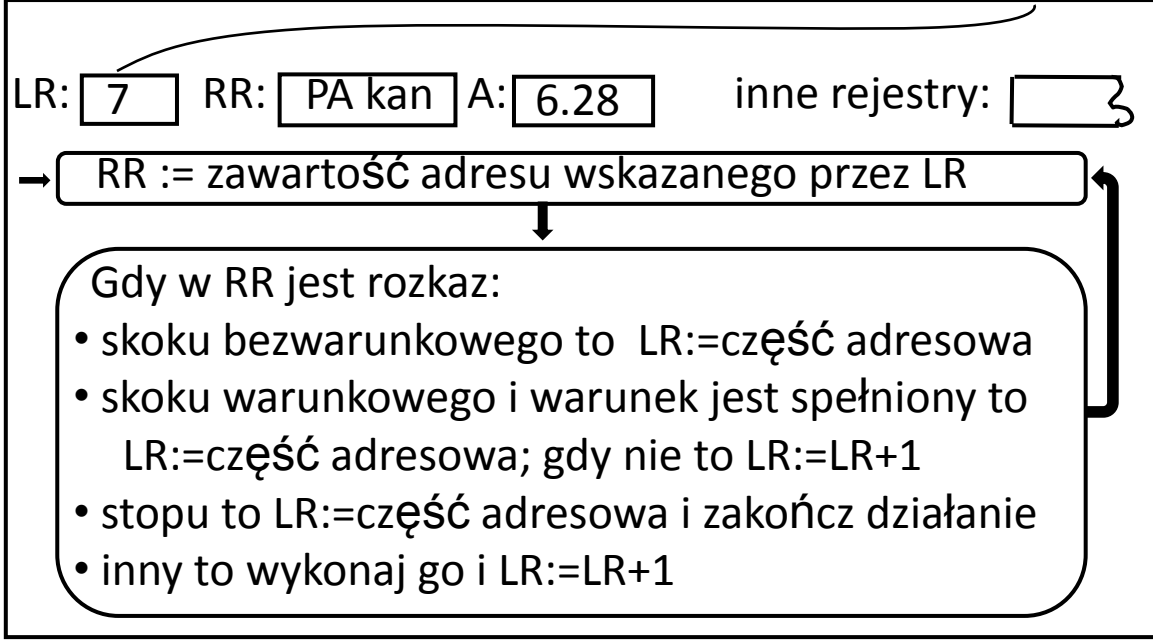 LR: 7 RR: PA kan A: 6.28 inne rejestry:
RR := zawartość adresu wskazanego przez LR
Gdy w RR jest rozkaz:
• skoku bezwarunkowego to LR:=część adresowa
• skoku warunkowego i warunek jest spełniony to
LR:=część adresowa; gdy nie to LR:=LR+1
• stopu to LR:=część adresowa i zakończ działanie
• inny to wykonaj go i LR:=LR+1